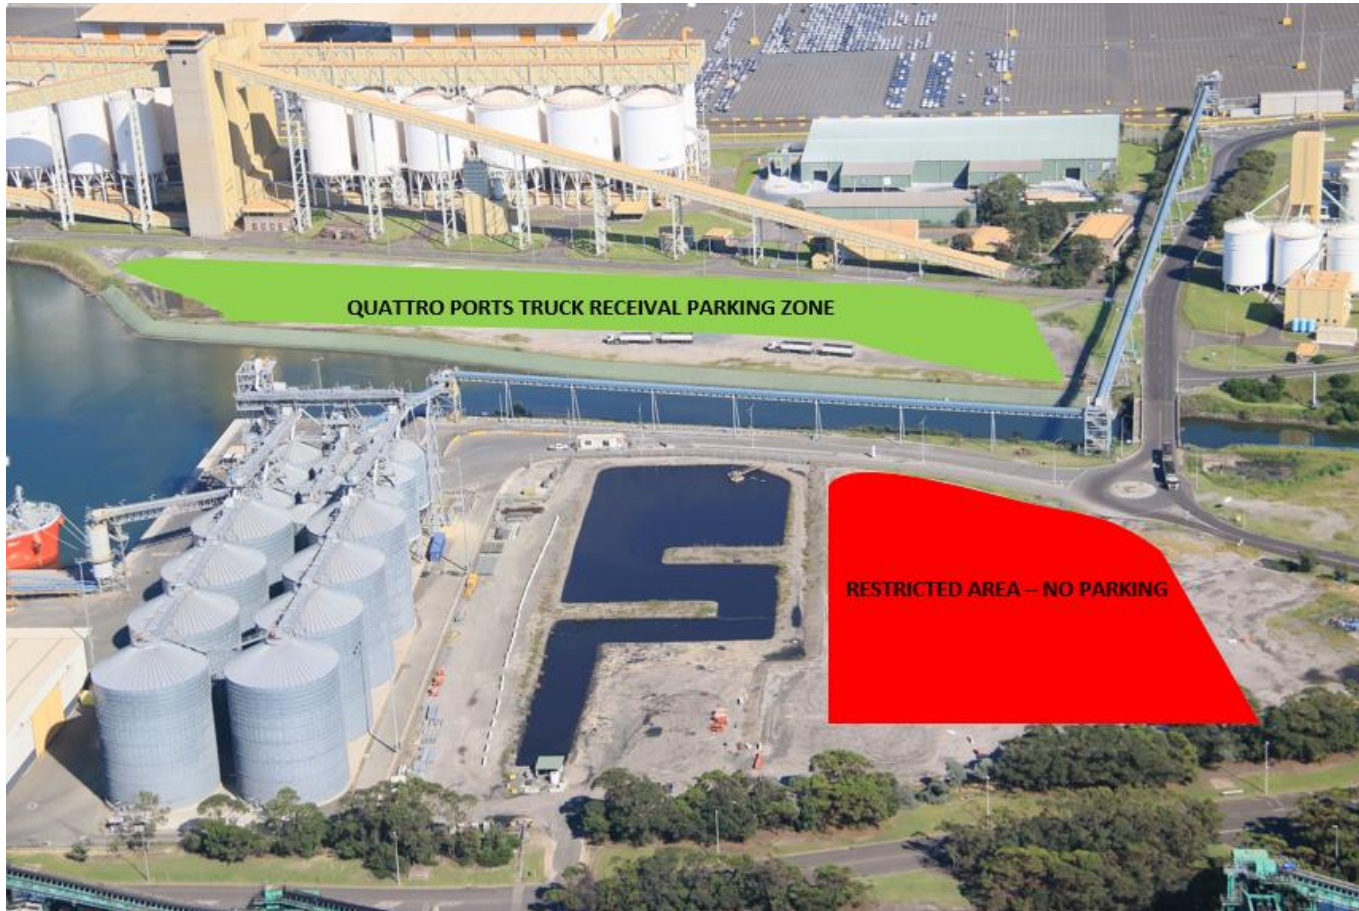 QUATTRO PORTS TRUCK RECEIVAL PARKING ZONE
RESTRICTED AREA – NO PARKING